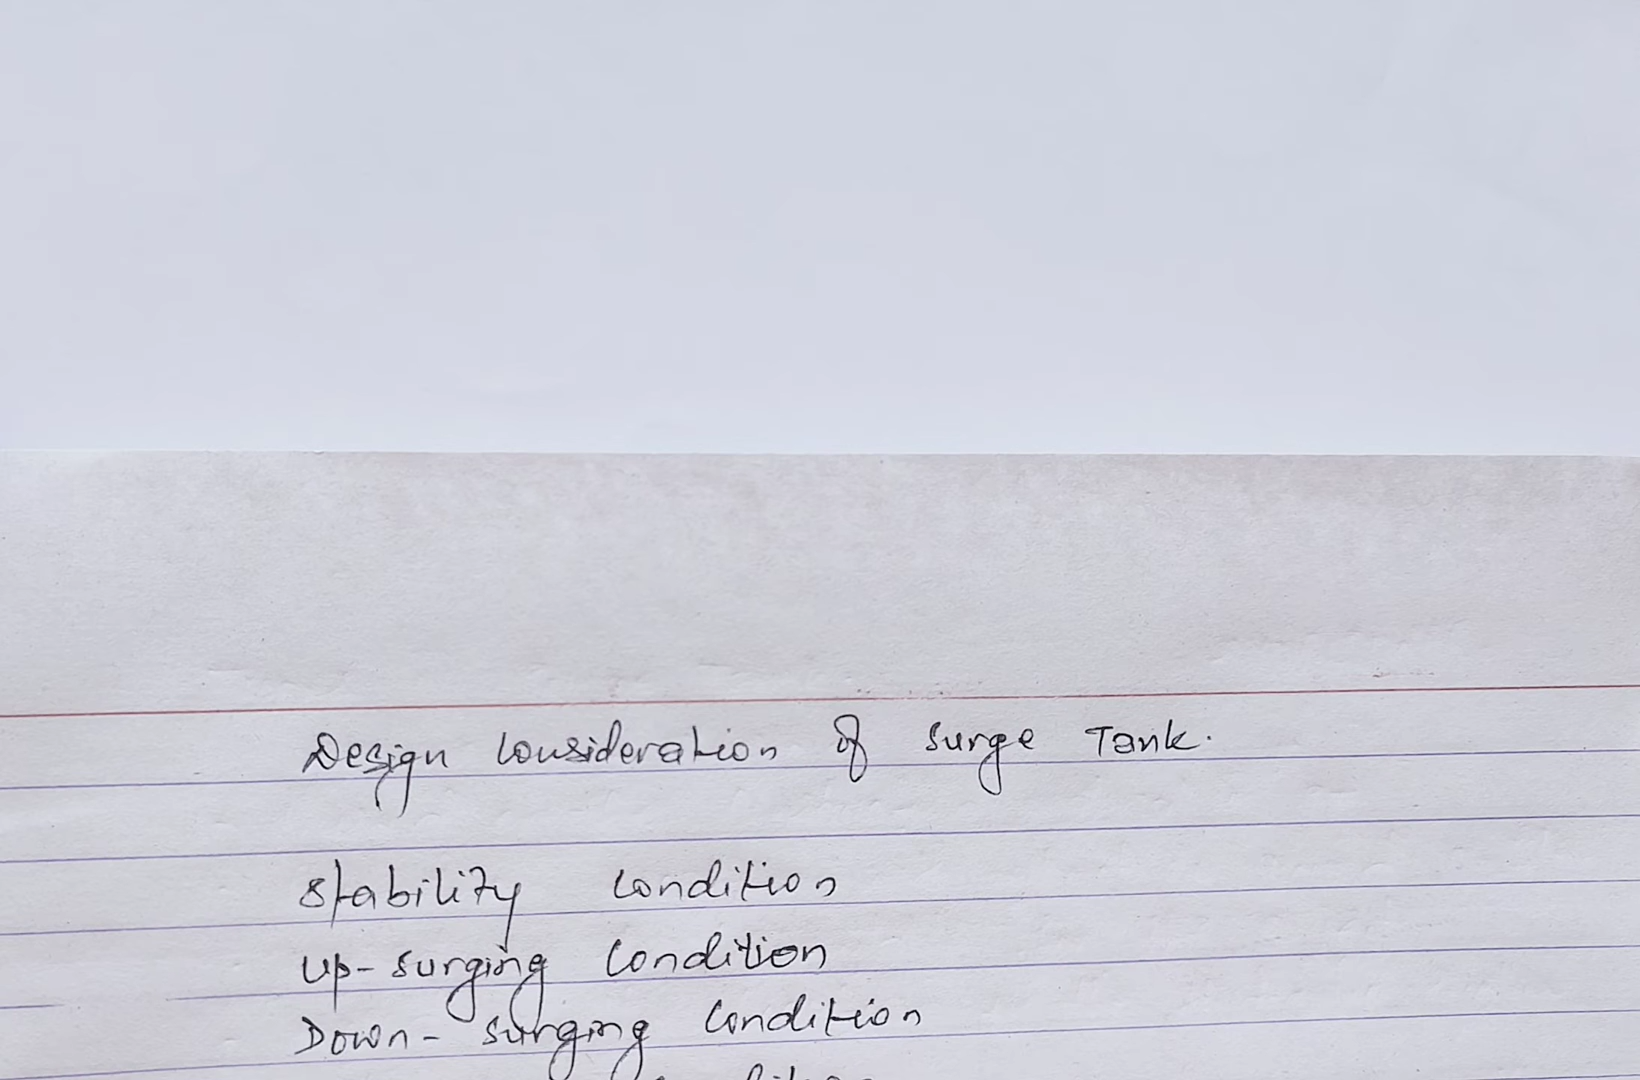 Design Consideration of Surge Tank.
Stability Condition
Up-surging Condition
Down-surging Condition